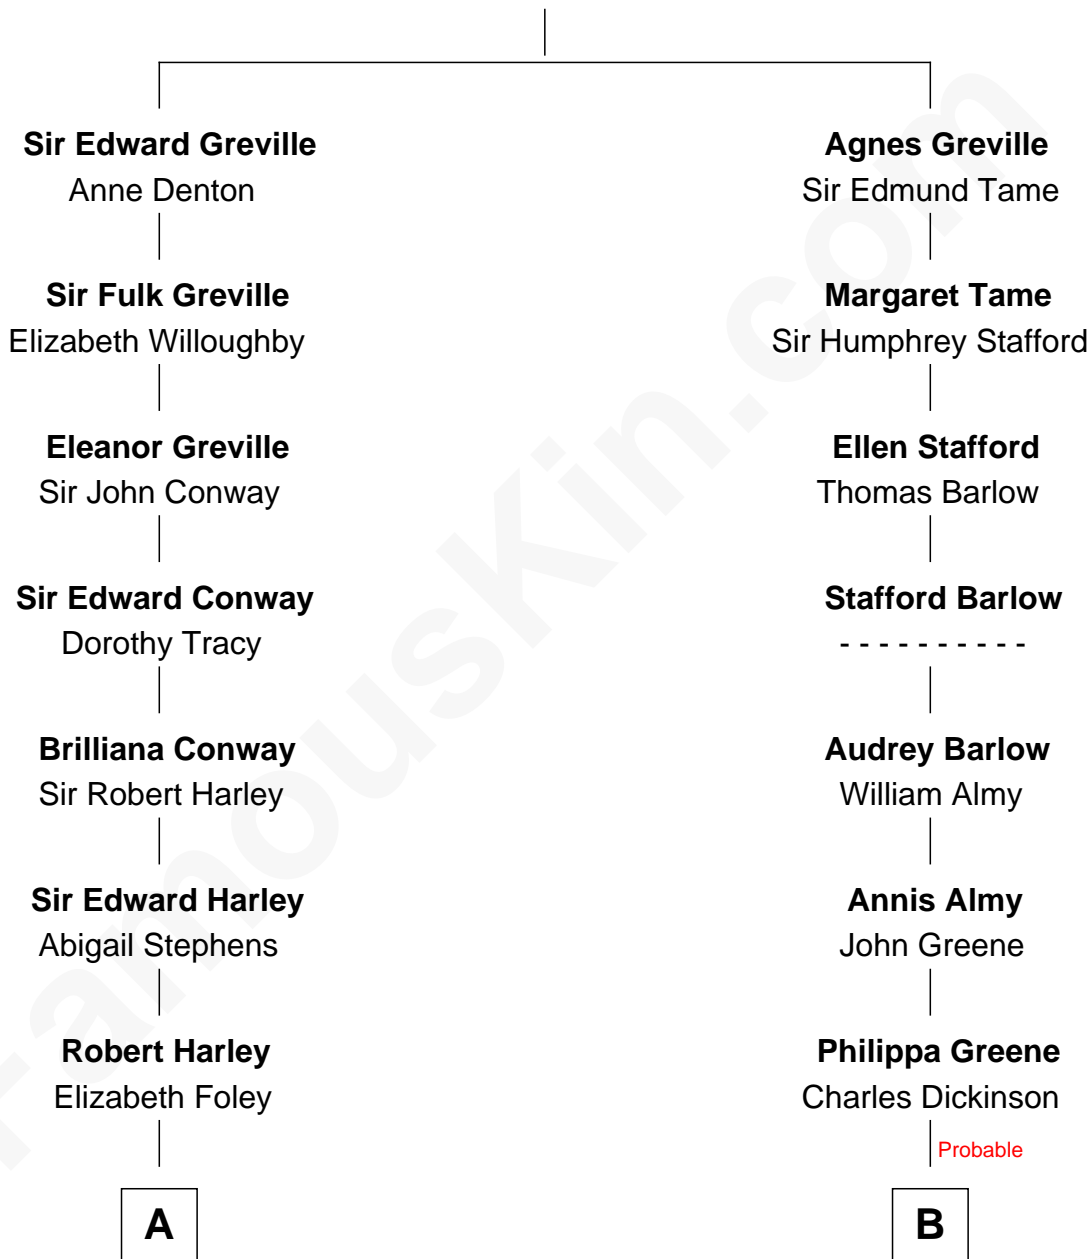 Sir Edward Greville
Anne Denton
Agnes Greville
Sir Edmund Tame
Sir Fulk Greville
Elizabeth Willoughby
Margaret Tame
Sir Humphrey Stafford
Eleanor Greville
Sir John Conway
Ellen Stafford
Thomas Barlow
Sir Edward Conway
Dorothy Tracy
Stafford Barlow
- - - - - - - - - -
Brilliana Conway
Sir Robert Harley
Audrey Barlow
William Almy
Sir Edward Harley
Abigail Stephens
Annis Almy
John Greene
Robert Harley
Elizabeth Foley
Philippa Greene
Charles Dickinson
Probable
A
B
FamousKin.com